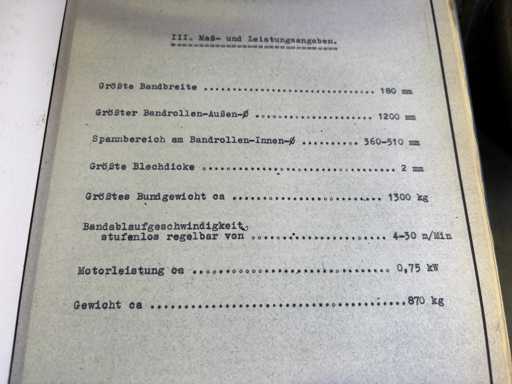 III. Maß- und Leistungsangaben.
Größte Bandbreite .................................. 180 mm
Größter Bandrollen-Außen-Ø ........................ 1200 mm
Spannbereich am Bandrollen-Innen-Ø .......... 360-510 mm
Größte Blechdicke .................................... 2 mm
Größtes Bundgewicht ca ........................... 1300 kg
Bandablaufgeschwindigkeit,
stufenlos regelbar von ........................ 4-30 m/Min
Motorleistung ca ................................... 0,75 kW
Gewicht ca ............................................ 870 kg